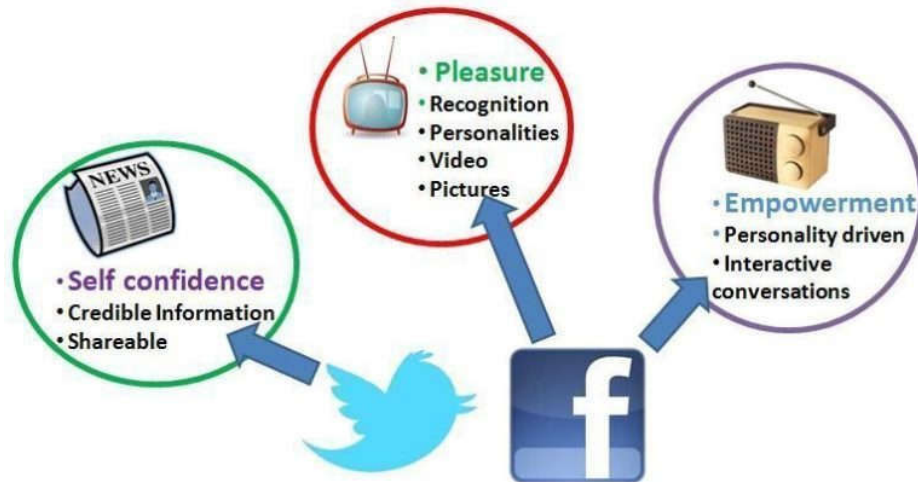 NEWS
• Self confidence
• Credible Information
• Shareable
• Pleasure
• Recognition
• Personalities
• Video
• Pictures
• Empowerment
• Personality driven
• Interactive
conversations
f